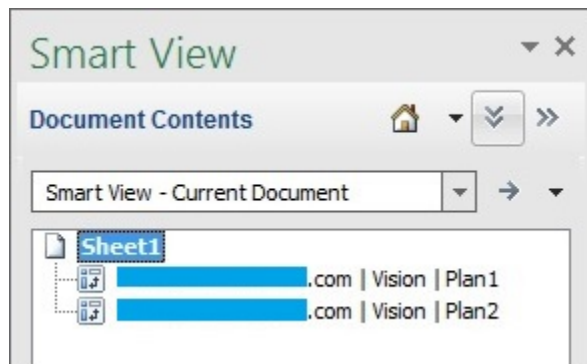 Smart View
Document Contents
Smart View - Current Document
Sheet1
.com | Vision | Plan1
.com | Vision | Plan2